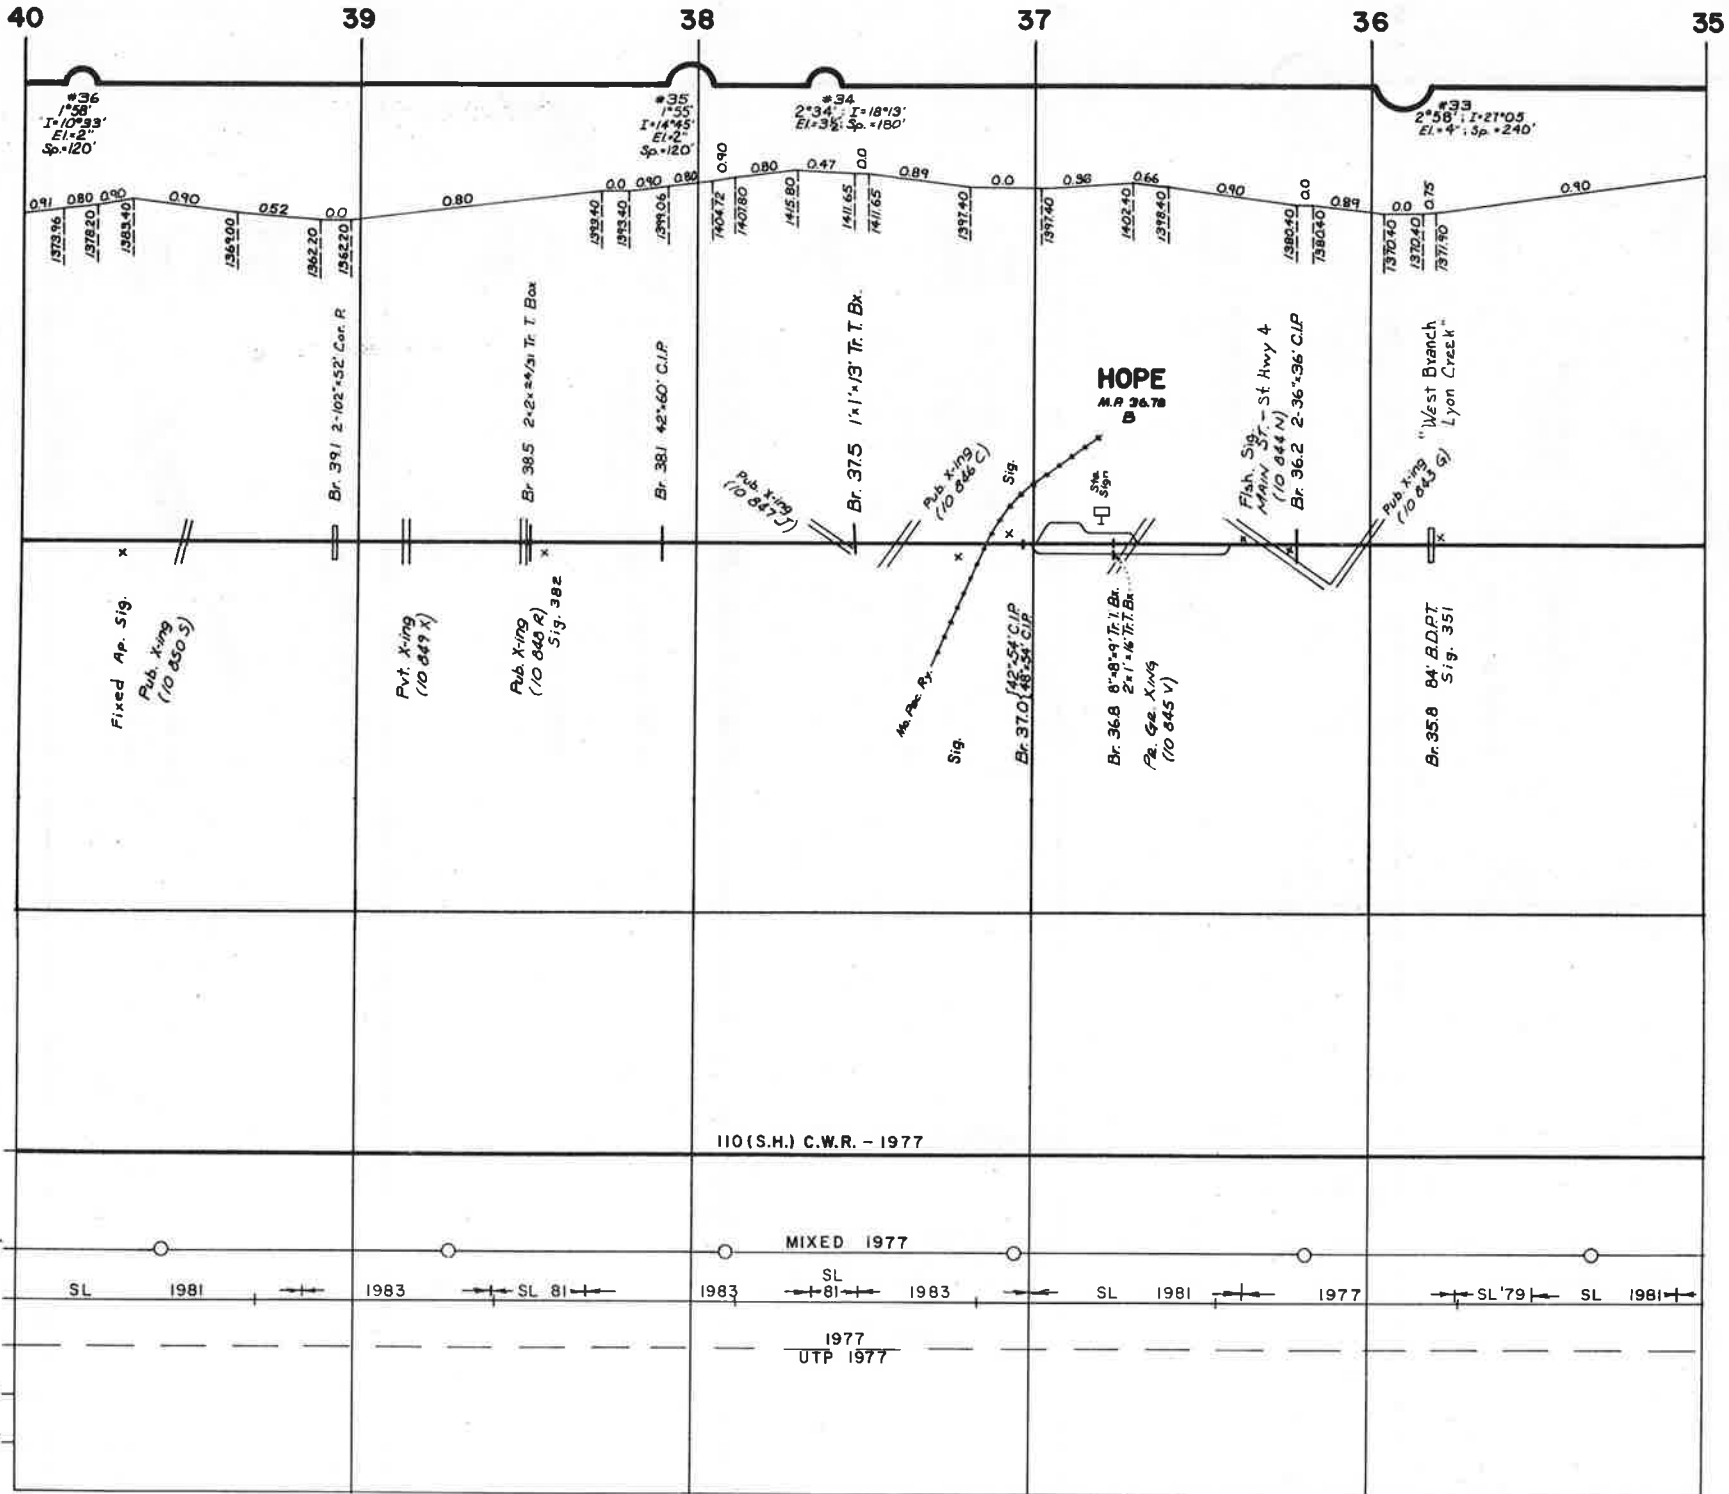 40 39 38 37 36 35
#36
1°58'
I=10°33'
El.=2"
Sp.=120'
#35
1°55'
I=14°45'
El.=2"
Sp.=120'
#34
2°34'; I=18°13'
El.=3½"; Sp.=180'
#33
2°58'; I=27°05'
El.=4"; Sp.=240'
0.91 0.80 0.90 0.90 0.52 0.0 0.80 0.0 0.90 0.80 0.90 0.80 0.47 0.0 0.89 0.0 0.36 0.66 0.90 0.0 0.89 0.0 0.75 0.90
1373.96 1378.20 1383.40 1369.00 1362.20 1362.20 1393.40 1393.40 1399.06 1404.72 1407.80 1415.80 1411.65 1411.65 1397.40 1397.40 1402.40 1398.40 1380.40 1380.40 1370.40 1370.40 1371.90
Br. 39.1 2-102"x52' Cor. P.
Br 38.5 2x2x24/31 Tr. T. Box
Br. 38.1 42"x60' C.I.P.
Pub. X-ing
(10 847 J)
Br. 37.5 1'x1'x13' Tr. T. Bx.
Pub. X-ing
(10 846 C)
Sig.
HOPE
M.P. 36.78
B
Sta.
Sign
Flsh. Sig.
MAIN ST. - St. Hwy 4
(10 844 N)
Br. 36.2 2-36"x36' C.I.P.
Pub. X-ing
(10 843 G)
"West Branch
Lyon Creek"
Fixed Ap. Sig.
Pub. X-ing
(10 850 S)
Pvt. X-ing
(10 849 X)
Pub. X-ing
(10 848 R)
Sig. 382
Mo. Pac. Ry.
Sig.
Br. 37.0 {42"x54' C.I.P.
48"x54' C.I.P.
Br. 36.8 8"x8"x9' Tr. T. Bx.
2'x1'x16' Tr. T. Bx.
PR. GR. XING
(10 845 V)
Br. 35.8 84' B.D.P.T.
Sig. 351
110 (S.H.) C.W.R. - 1977
MIXED 1977
SL 1981 1983 SL 81 1983 SL 81 1983 SL 1981 1977 SL '79 SL 1981
1977
UTP 1977